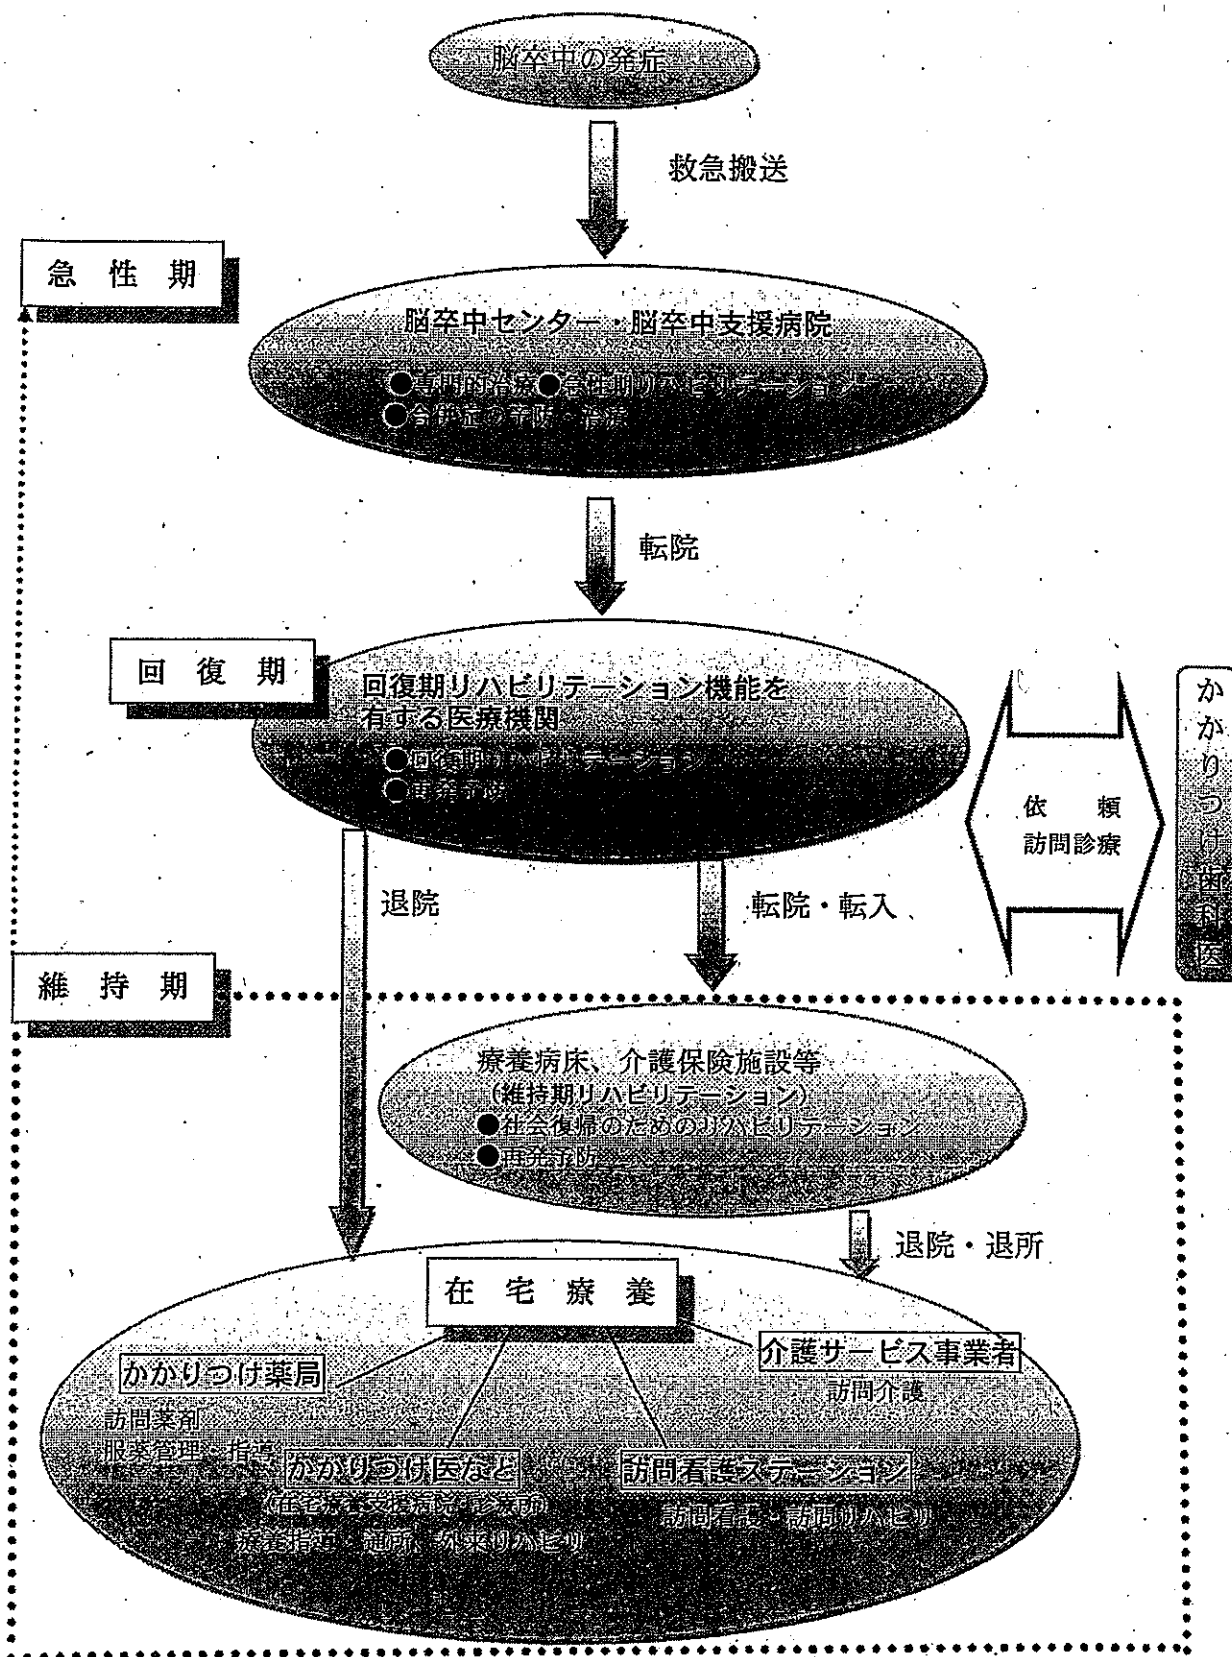 脳卒中の発症
救急搬送
急性期
脳卒中センター・脳卒中支援病院
●専門的治療●急性期リハビリテーション
●合併症の予防・治療
転院
回復期
回復期リハビリテーション機能を
有する医療機関
●回復期リハビリテーション
●再発予防
依頼
訪問診療
かかりつけ歯科医
退院
転院・転入
維持期
療養病床、介護保険施設等
(維持期リハビリテーション)
●社会復帰のためのリハビリテーション
●再発予防
退院・退所
在宅療養
介護サービス事業者
訪問介護
かかりつけ薬局
訪問薬剤
服薬管理・指導
かかりつけ医など
(在宅療養支援病院・診療所)
療養指導・通所・外来リハビリ
訪問看護ステーション
訪問看護・訪問リハビリ